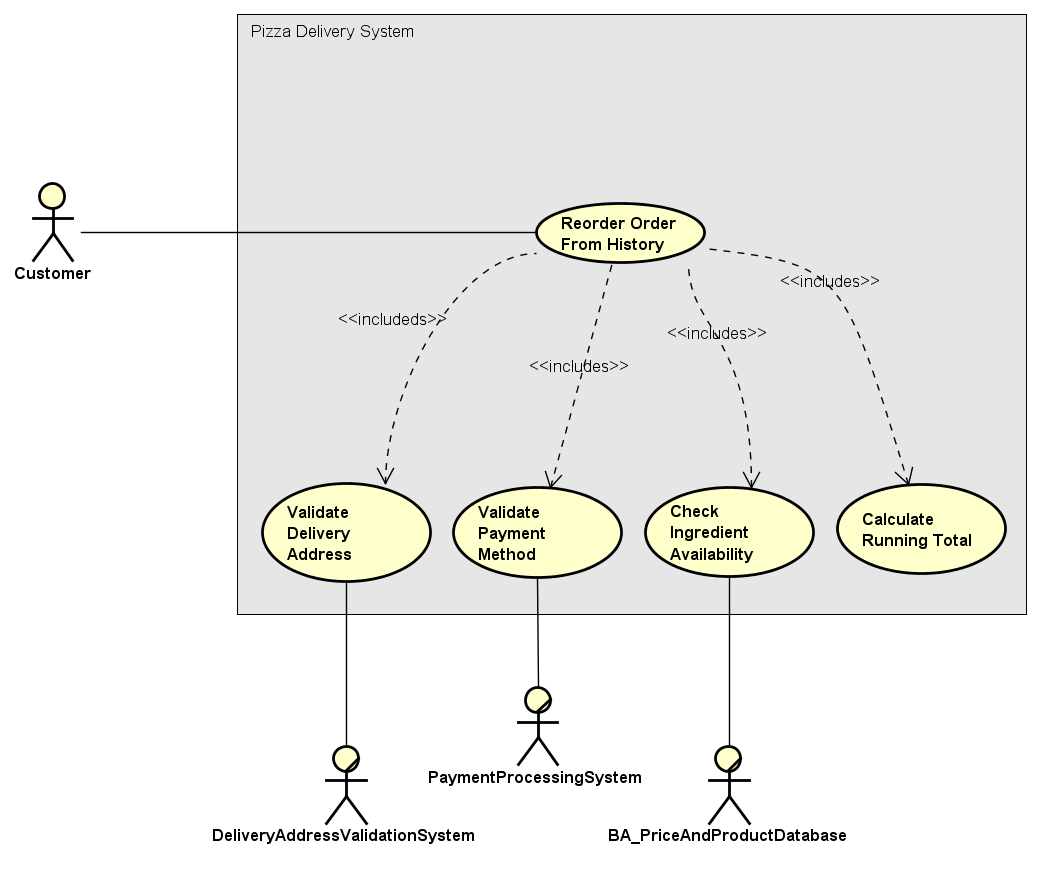 Pizza Delivery System
Reorder Order
From History
Customer
<<includes>>
<<includeds>>
<<includes>>
<<includes>>
Validate
Delivery
Address
Validate
Payment
Method
Check
Ingredient
Availability
Calculate
Running Total
PaymentProcessingSystem
DeliveryAddressValidationSystem
BA_PriceAndProductDatabase